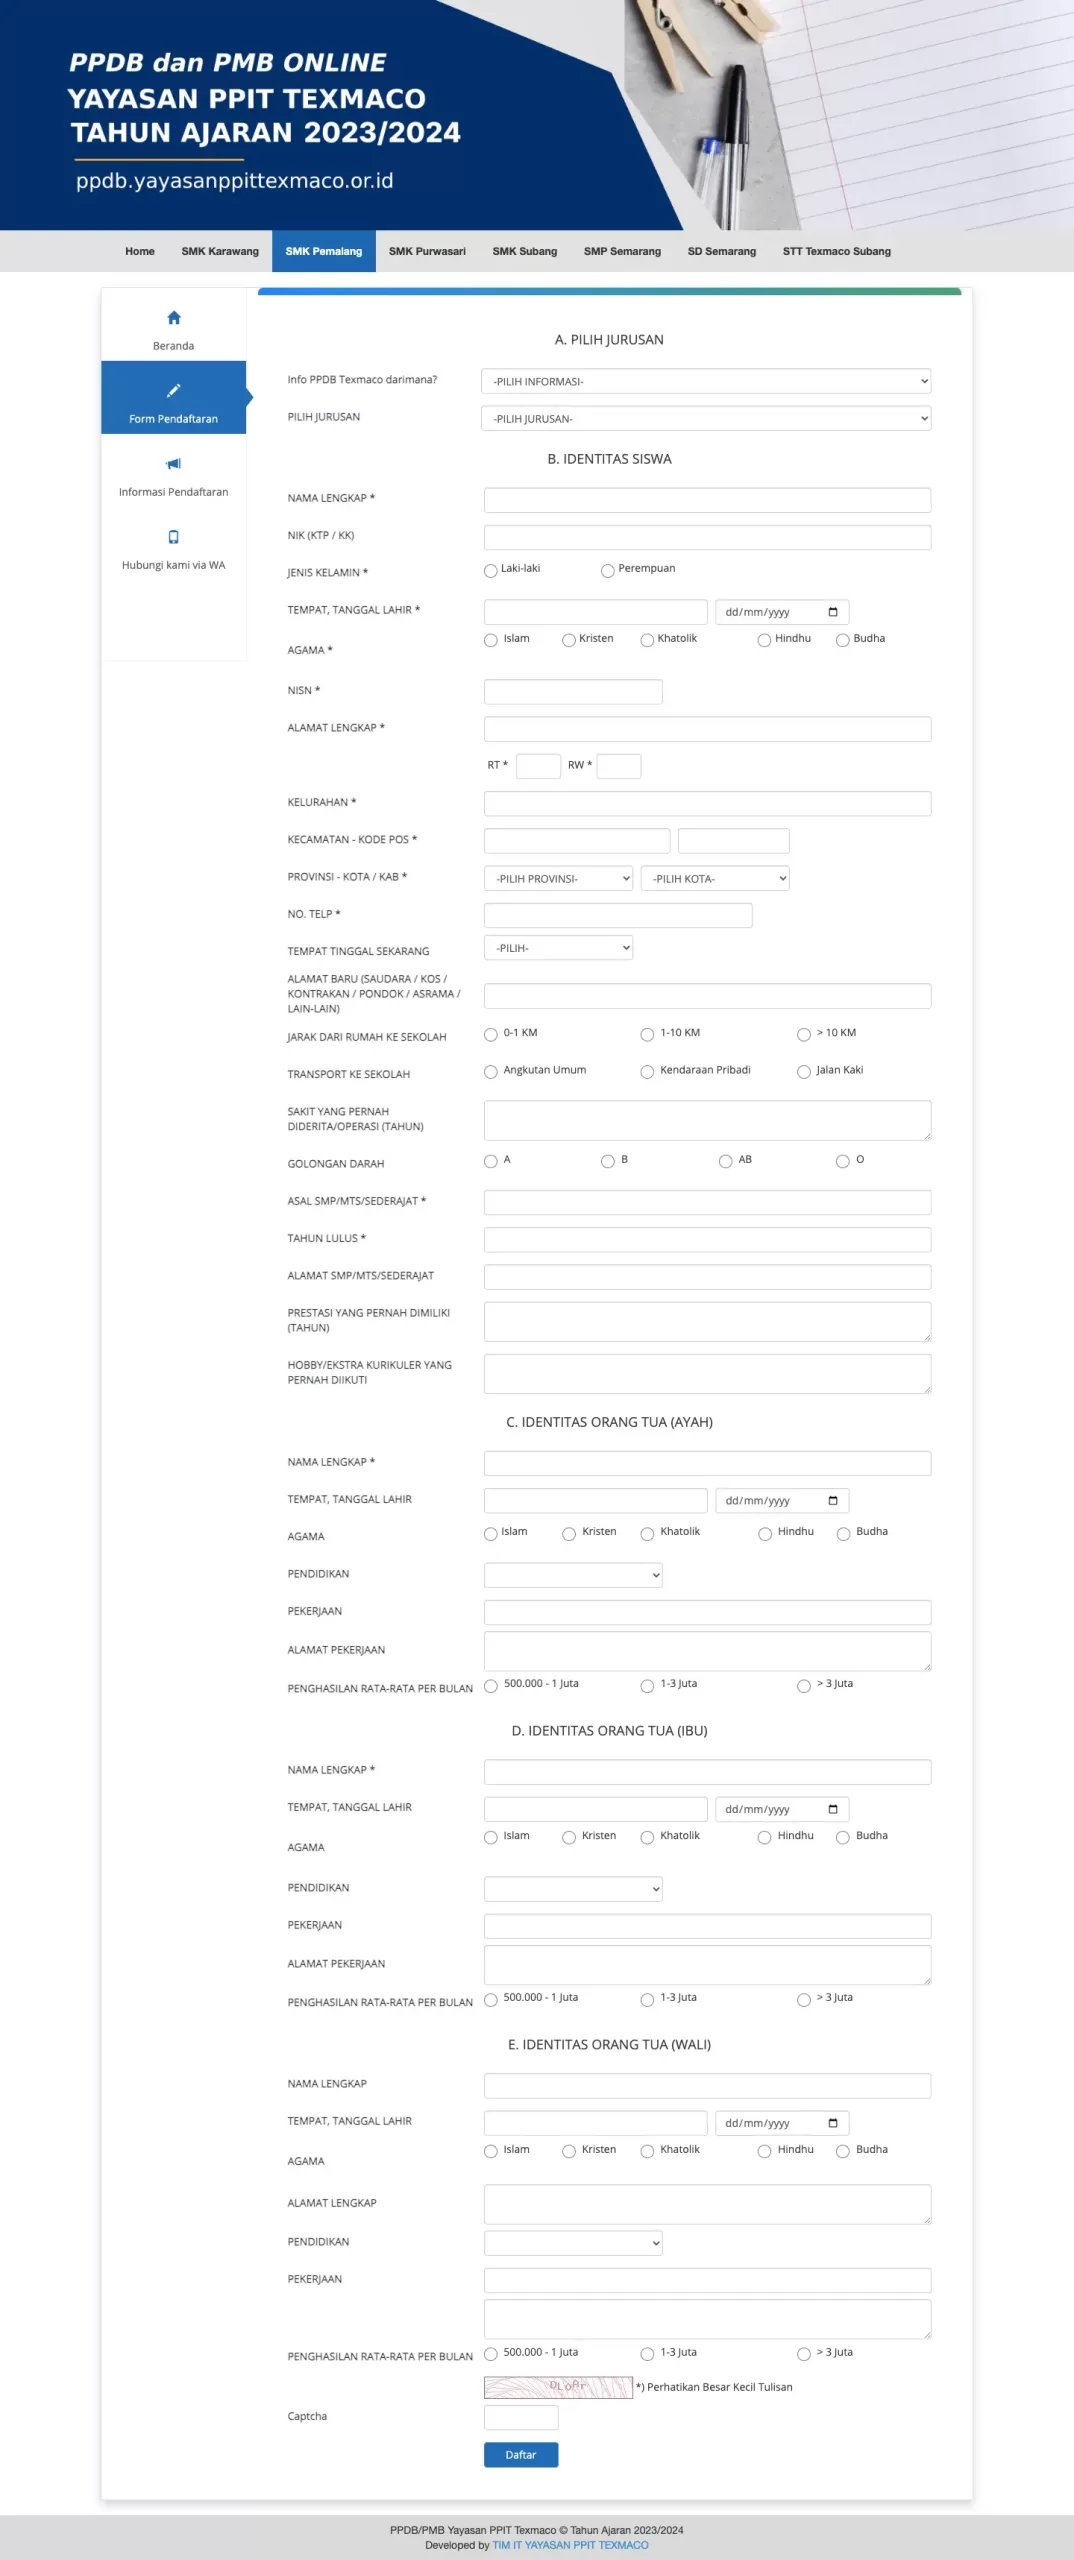 PPDB dan PMB ONLINE
YAYASAN PPIT TEXMACO
TAHUN AJARAN 2023/2024
ppdb.yayasanppittexmaco.or.id
Home SMK Karawang SMK Pemalang SMK Purwasari SMK Subang SMP Semarang SD Semarang STT Texmaco Subang
Beranda
Form Pendaftaran
Informasi Pendaftaran
Hubungi kami via WA
A. PILIH JURUSAN
Info PPDB Texmaco darimana? -PILIH INFORMASI-
PILIH JURUSAN -PILIH JURUSAN-
B. IDENTITAS SISWA
NAMA LENGKAP *
NIK (KTP / KK)
JENIS KELAMIN * Laki-laki Perempuan
TEMPAT, TANGGAL LAHIR * dd/mm/yyyy
AGAMA * Islam Kristen Khatolik Hindhu Budha
NISN *
ALAMAT LENGKAP *
RT * RW *
KELURAHAN *
KECAMATAN - KODE POS *
PROVINSI - KOTA / KAB * -PILIH PROVINSI- -PILIH KOTA-
NO. TELP *
TEMPAT TINGGAL SEKARANG -PILIH-
ALAMAT BARU (SAUDARA / KOS /
KONTRAKAN / PONDOK / ASRAMA /
LAIN-LAIN)
JARAK DARI RUMAH KE SEKOLAH 0-1 KM 1-10 KM > 10 KM
TRANSPORT KE SEKOLAH Angkutan Umum Kendaraan Pribadi Jalan Kaki
SAKIT YANG PERNAH
DIDERITA/OPERASI (TAHUN)
GOLONGAN DARAH A B AB O
ASAL SMP/MTS/SEDERAJAT *
TAHUN LULUS *
ALAMAT SMP/MTS/SEDERAJAT
PRESTASI YANG PERNAH DIMILIKI
(TAHUN)
HOBBY/EKSTRA KURIKULER YANG
PERNAH DIIKUTI
C. IDENTITAS ORANG TUA (AYAH)
NAMA LENGKAP *
TEMPAT, TANGGAL LAHIR dd/mm/yyyy
AGAMA Islam Kristen Khatolik Hindhu Budha
PENDIDIKAN
PEKERJAAN
ALAMAT PEKERJAAN
PENGHASILAN RATA-RATA PER BULAN 500.000 - 1 Juta 1-3 Juta > 3 Juta
D. IDENTITAS ORANG TUA (IBU)
NAMA LENGKAP *
TEMPAT, TANGGAL LAHIR dd/mm/yyyy
AGAMA Islam Kristen Khatolik Hindhu Budha
PENDIDIKAN
PEKERJAAN
ALAMAT PEKERJAAN
PENGHASILAN RATA-RATA PER BULAN 500.000 - 1 Juta 1-3 Juta > 3 Juta
E. IDENTITAS ORANG TUA (WALI)
NAMA LENGKAP
TEMPAT, TANGGAL LAHIR dd/mm/yyyy
AGAMA Islam Kristen Khatolik Hindhu Budha
ALAMAT LENGKAP
PENDIDIKAN
PEKERJAAN
PENGHASILAN RATA-RATA PER BULAN 500.000 - 1 Juta 1-3 Juta > 3 Juta
*) Perhatikan Besar Kecil Tulisan
Captcha
Daftar
PPDB/PMB Yayasan PPIT Texmaco © Tahun Ajaran 2023/2024
Developed by TIM IT YAYASAN PPIT TEXMACO